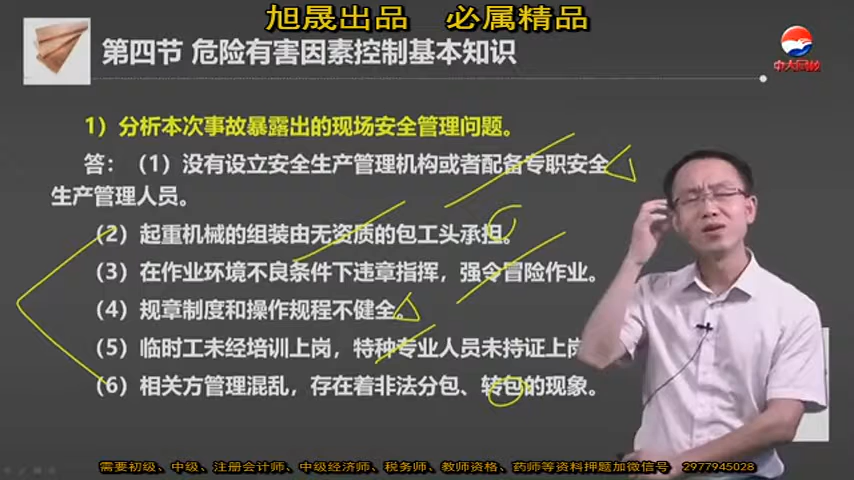 旭晟出品 必属精品
第四节 危险有害因素控制基本知识
中大网校
1）分析本次事故暴露出的现场安全管理问题。
答：（1）没有设立安全生产管理机构或者配备专职安全
生产管理人员。
（2）起重机械的组装由无资质的包工头承担。
（3）在作业环境不良条件下违章指挥，强令冒险作业。
（4）规章制度和操作规程不健全。
（5）临时工未经培训上岗，特种专业人员未持证上岗
（6）相关方管理混乱，存在着非法分包、转包的现象。
需要初级、中级、注册会计师、中级经济师、税务师、教师资格、药师等资料押题加微信号 2977945028